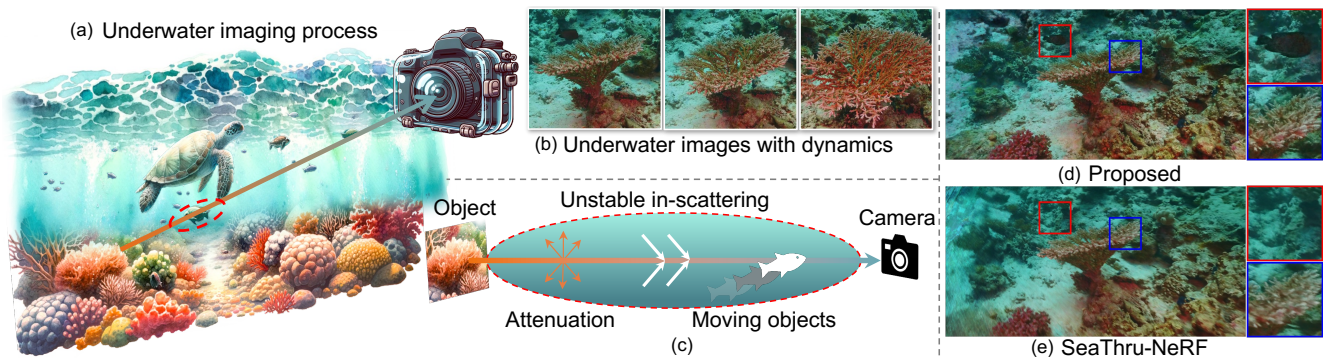 (a) Underwater imaging process
(b) Underwater images with dynamics
Object
Unstable in-scattering
Camera
Attenuation
Moving objects
(c)
(d) Proposed
(e) SeaThru-NeRF